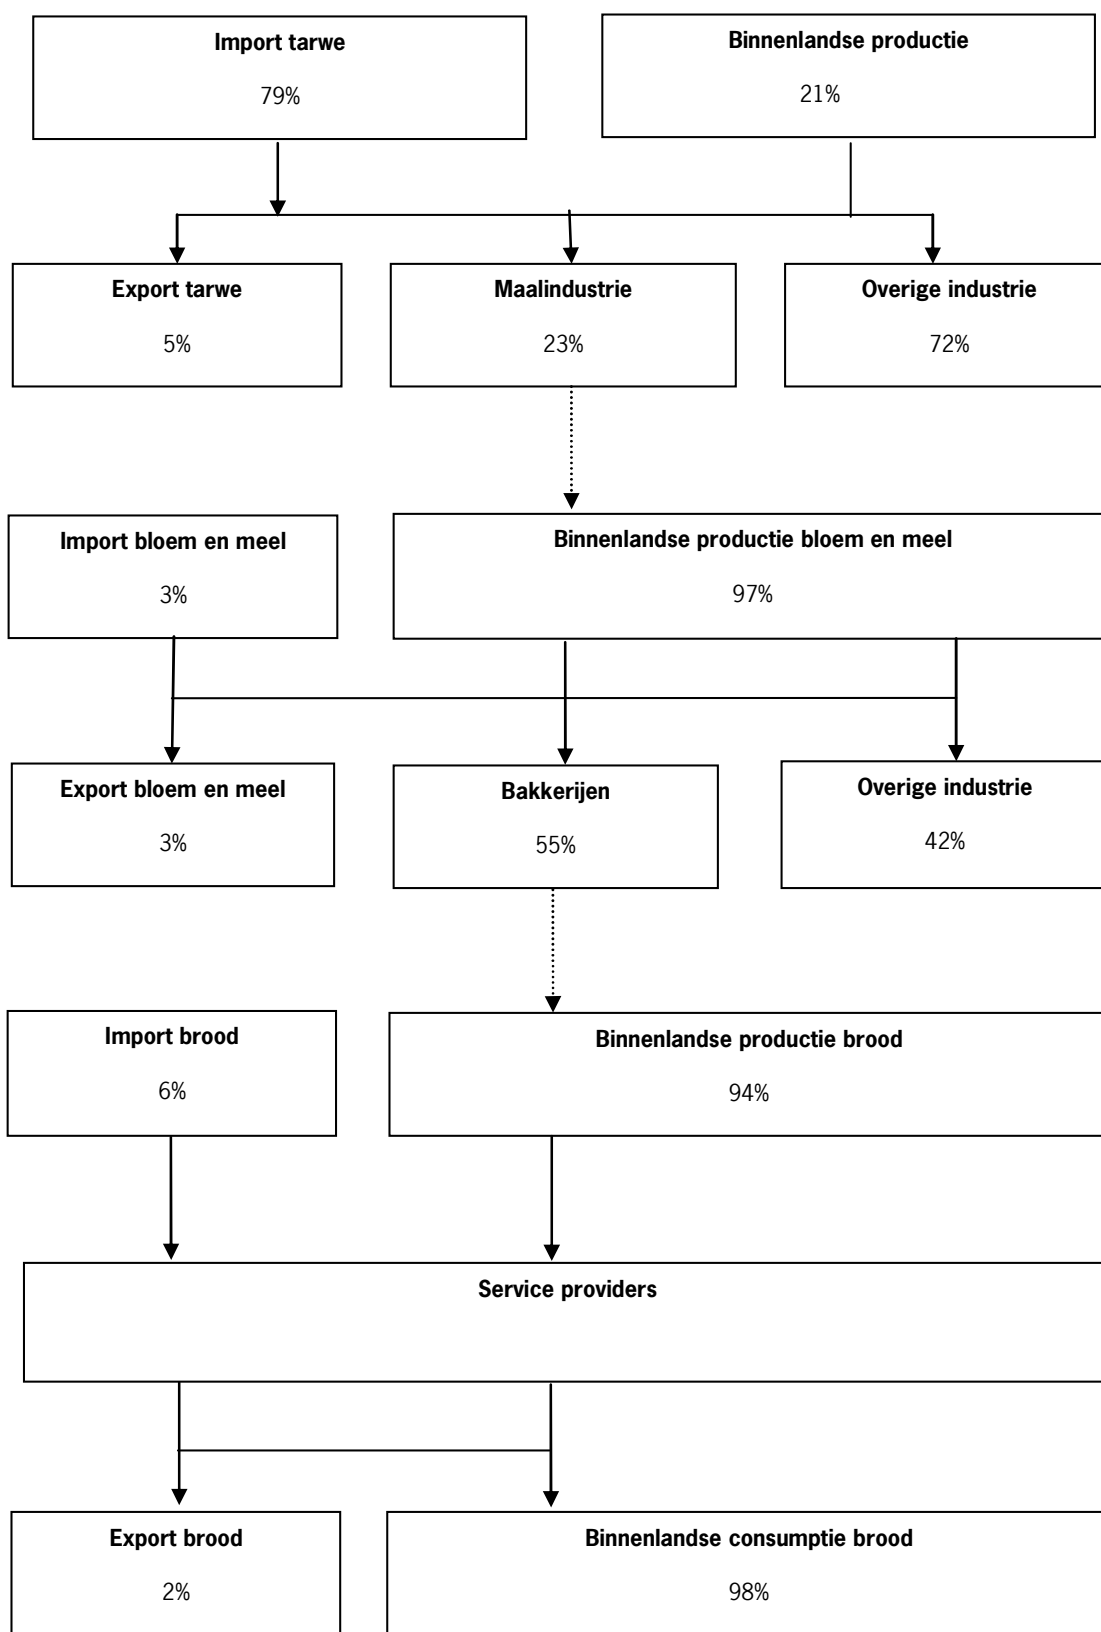 Import tarwe
79%
Binnenlandse productie
21%
Export tarwe
5%
Maalindustrie
23%
Overige industrie
72%
Import bloem en meel
3%
Binnenlandse productie bloem en meel
97%
Export bloem en meel
3%
Bakkerijen
55%
Overige industrie
42%
Import brood
6%
Binnenlandse productie brood
94%
Service providers
Export brood
2%
Binnenlandse consumptie brood
98%